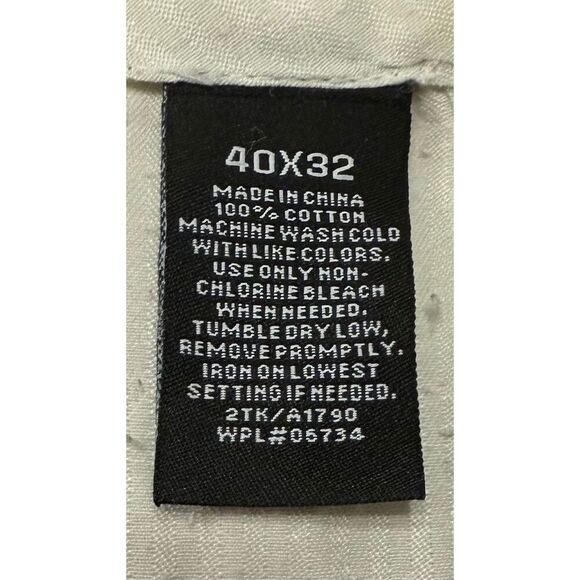 40X32
MADE IN CHINA
100% COTTON
MACHINE WASH COLD
WITH LIKE COLORS.
USE ONLY NON-
CHLORINE BLEACH
WHEN NEEDED.
TUMBLE DRY LOW,
REMOVE PROMPTLY.
IRON ON LOWEST
SETTING IF NEEDED.
2TK/A1790
WPL#06734